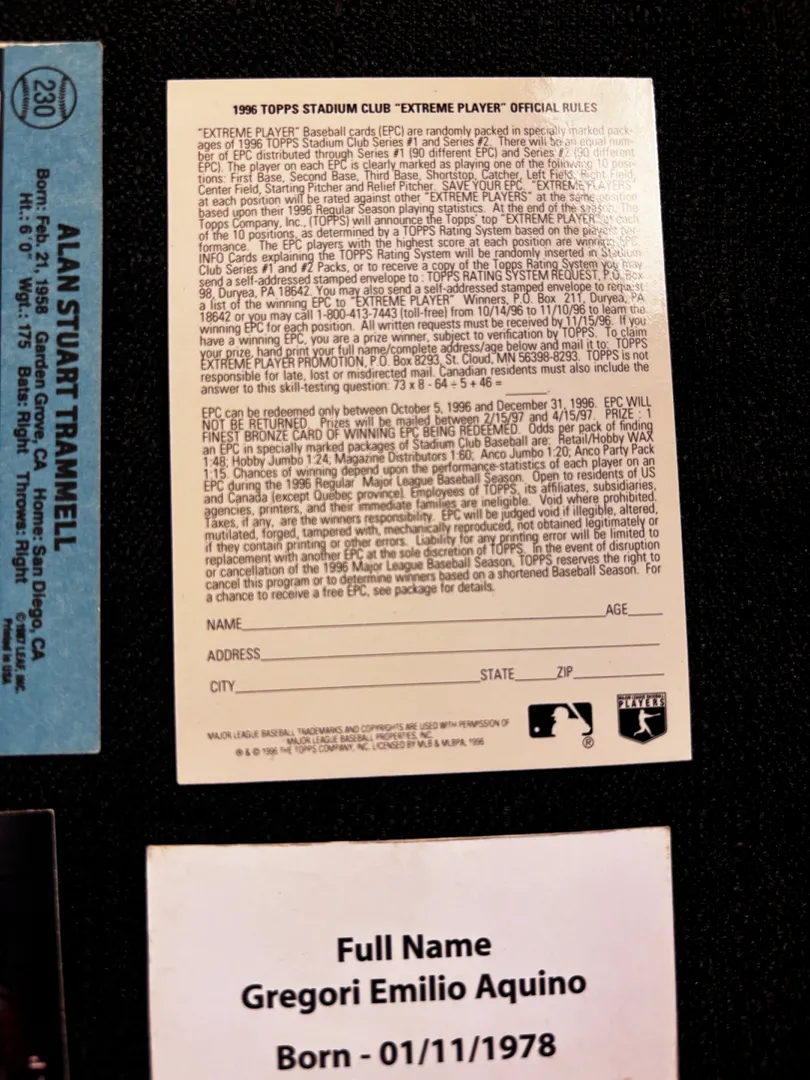 230
ALAN STUART TRAMMELL
Born: Feb. 21, 1958 Garden Grove, CA Home: San Diego, CA
Ht.: 6'0" Wgt.: 175 Bats: Right Throws: Right
© 1987 LEAF, INC.
Printed in USA
1996 TOPPS STADIUM CLUB "EXTREME PLAYER" OFFICIAL RULES
"EXTREME PLAYER" Baseball cards (EPC) are randomly packed in specially marked pack-
ages of 1996 TOPPS Stadium Club Series #1 and Series #2. There will be an equal num-
ber of EPC distributed through Series #1 (90 different EPC) and Series #2 (90 different
EPC). The player on each EPC is clearly marked as playing one of the following 10 posi-
tions: First Base, Second Base, Third Base, Shortstop, Catcher, Left Field, Right Field,
Center Field, Starting Pitcher and Relief Pitcher. SAVE YOUR EPC. "EXTREME PLAYERS"
at each position will be rated against other "EXTREME PLAYERS" at the same position
based upon their 1996 Regular Season playing statistics. At the end of the season, The
Topps Company, Inc., (TOPPS) will announce the Topps' top "EXTREME PLAYER" at each
of the 10 positions, as determined by a TOPPS Rating System based on the players' per-
formance. The EPC players with the highest score at each position are winning EPC.
INFO Cards explaining the TOPPS Rating System will be randomly inserted in Stadium
Club Series #1 and #2 Packs, or to receive a copy of the Topps Rating System you may
send a self-addressed stamped envelope to: TOPPS RATING SYSTEM REQUEST, P.O. Box
98, Duryea, PA 18642. You may also send a self-addressed stamped envelope to request
a list of the winning EPC to "EXTREME PLAYER" Winners, P.O. Box 211, Duryea, PA
18642 or you may call 1-800-413-7443 (toll-free) from 10/14/96 to 11/10/96 to learn the
winning EPC for each position. All written requests must be received by 11/15/96. If you
have a winning EPC, you are a prize winner, subject to verification by TOPPS. To claim
your prize, hand print your full name/complete address/age below and mail it to: TOPPS
EXTREME PLAYER PROMOTION, P.O. Box 8293, St. Cloud, MN 56398-8293. TOPPS is not
responsible for late, lost or misdirected mail. Canadian residents must also include the
answer to this skill-testing question: 73 x 8 - 64 ÷ 5 + 46 = ______.
EPC can be redeemed only between October 5, 1996 and December 31, 1996. EPC WILL
NOT BE RETURNED. Prizes will be mailed between 2/15/97 and 4/15/97. PRIZE : 1
FINEST BRONZE CARD OF WINNING EPC BEING REDEEMED. Odds per pack of finding
an EPC in specially marked packages of Stadium Club Baseball are: Retail/Hobby WAX
1:48; Hobby Jumbo 1:24; Magazine Distributors 1:60; Anco Jumbo 1:20; Anco Party Pack
1:15. Chances of winning depend upon the performance-statistics of each player on an
EPC during the 1996 Regular Major League Baseball Season. Open to residents of US
and Canada (except Quebec province). Employees of TOPPS, its affiliates, subsidiaries,
agencies, printers, and their immediate families are ineligible. Void where prohibited.
Taxes, if any, are the winners responsibility. EPC will be judged void if illegible, altered,
mutilated, forged, tampered with, mechanically reproduced, not obtained legitimately or
if they contain printing or other errors. Liability for any printing error will be limited to
replacement with another EPC at the sole discretion of TOPPS. In the event of disruption
or cancellation of the 1996 Major League Baseball Season, TOPPS reserves the right to
cancel this program or to determine winners based on a shortened Baseball Season. For
a chance to receive a free EPC, see package for details.
NAME AGE
ADDRESS
CITY STATE ZIP
MAJOR LEAGUE BASEBALL TRADEMARKS AND COPYRIGHTS ARE USED WITH PERMISSION OF
MAJOR LEAGUE BASEBALL PROPERTIES, INC.
® & © 1996 THE TOPPS COMPANY, INC. LICENSED BY MLB & MLBPA, 1996
®
MAJOR LEAGUE BASEBALL
PLAYERS
Full Name
Gregori Emilio Aquino
Born - 01/11/1978